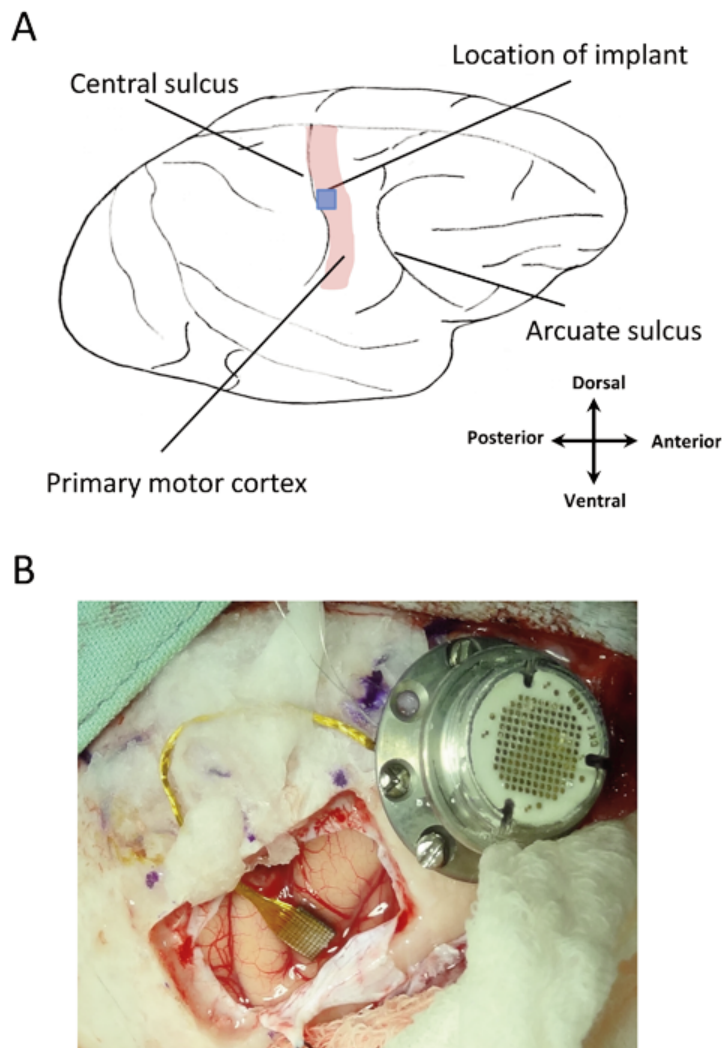 A
Location of implant
Central sulcus
Arcuate sulcus
Dorsal
Posterior
Anterior
Ventral
Primary motor cortex
B